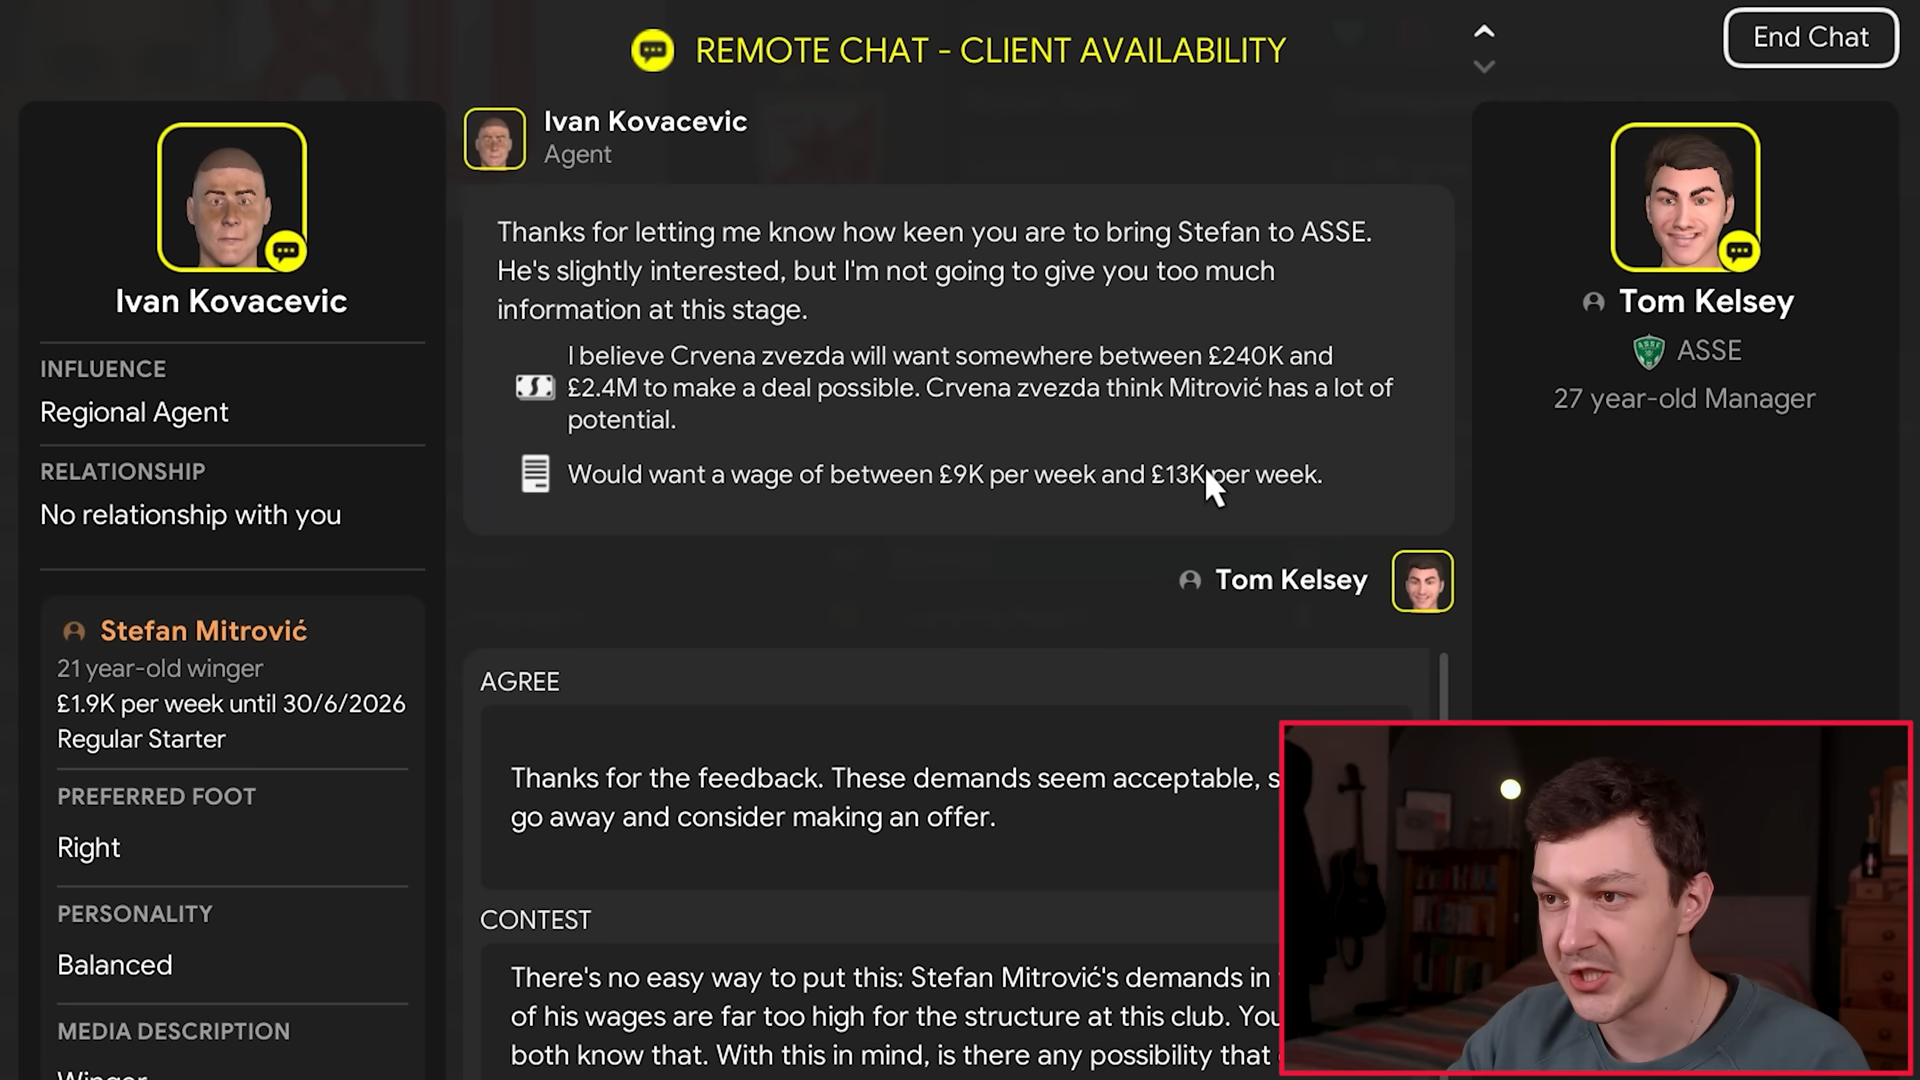 REMOTE CHAT - CLIENT AVAILABILITY
End Chat
Ivan Kovacevic
INFLUENCE
Regional Agent
RELATIONSHIP
No relationship with you
Stefan Mitrović
21 year-old winger
£1.9K per week until 30/6/2026
Regular Starter
PREFERRED FOOT
Right
PERSONALITY
Balanced
MEDIA DESCRIPTION
Winger
Ivan Kovacevic
Agent
Thanks for letting me know how keen you are to bring Stefan to ASSE.
He's slightly interested, but I'm not going to give you too much
information at this stage.
I believe Crvena zvezda will want somewhere between £240K and
£2.4M to make a deal possible. Crvena zvezda think Mitrović has a lot of
potential.
Would want a wage of between £9K per week and £13K per week.
Tom Kelsey
AGREE
Thanks for the feedback. These demands seem acceptable, s
go away and consider making an offer.
CONTEST
There's no easy way to put this: Stefan Mitrović's demands in
of his wages are far too high for the structure at this club. You
both know that. With this in mind, is there any possibility that
Tom Kelsey
ASSE
27 year-old Manager